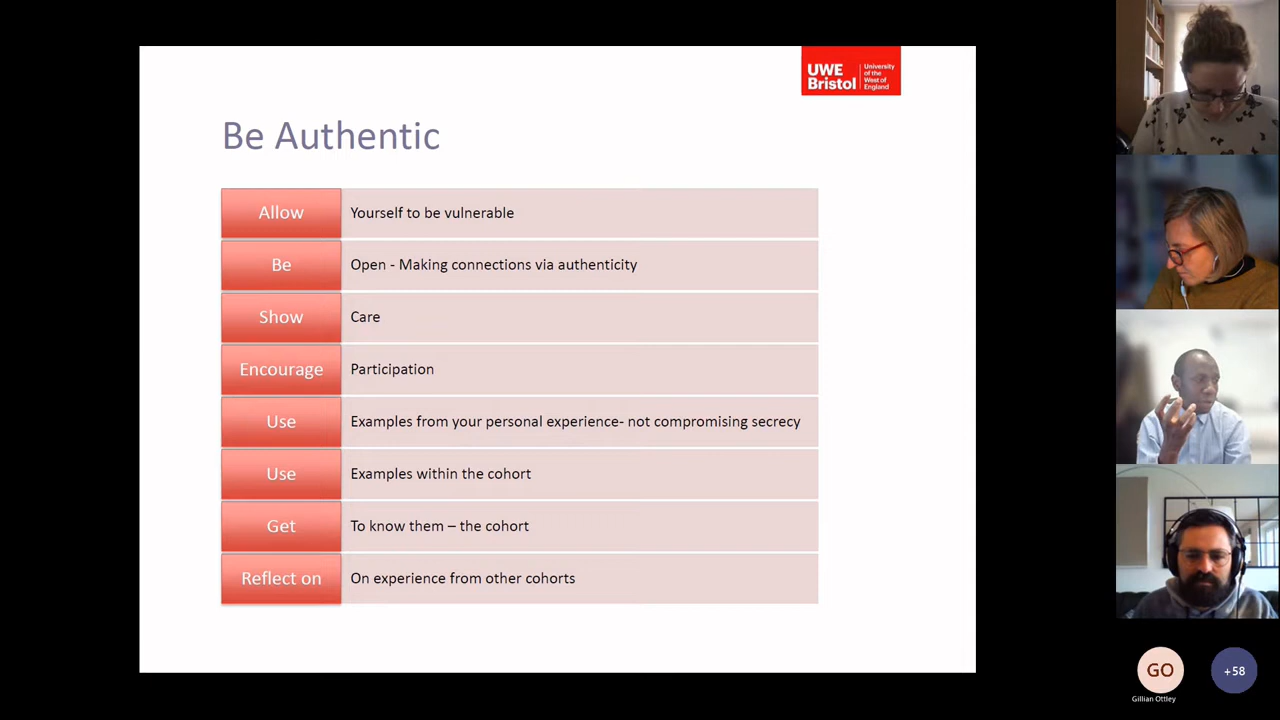 UWE
Bristol
University
of the
West of
England
Be Authentic
Allow
Yourself to be vulnerable
Be
Open - Making connections via authenticity
Show
Care
Encourage
Participation
Use
Examples from your personal experience- not compromising secrecy
Use
Examples within the cohort
Get
To know them – the cohort
Reflect on
On experience from other cohorts
GO
+58
Gillian Ottley